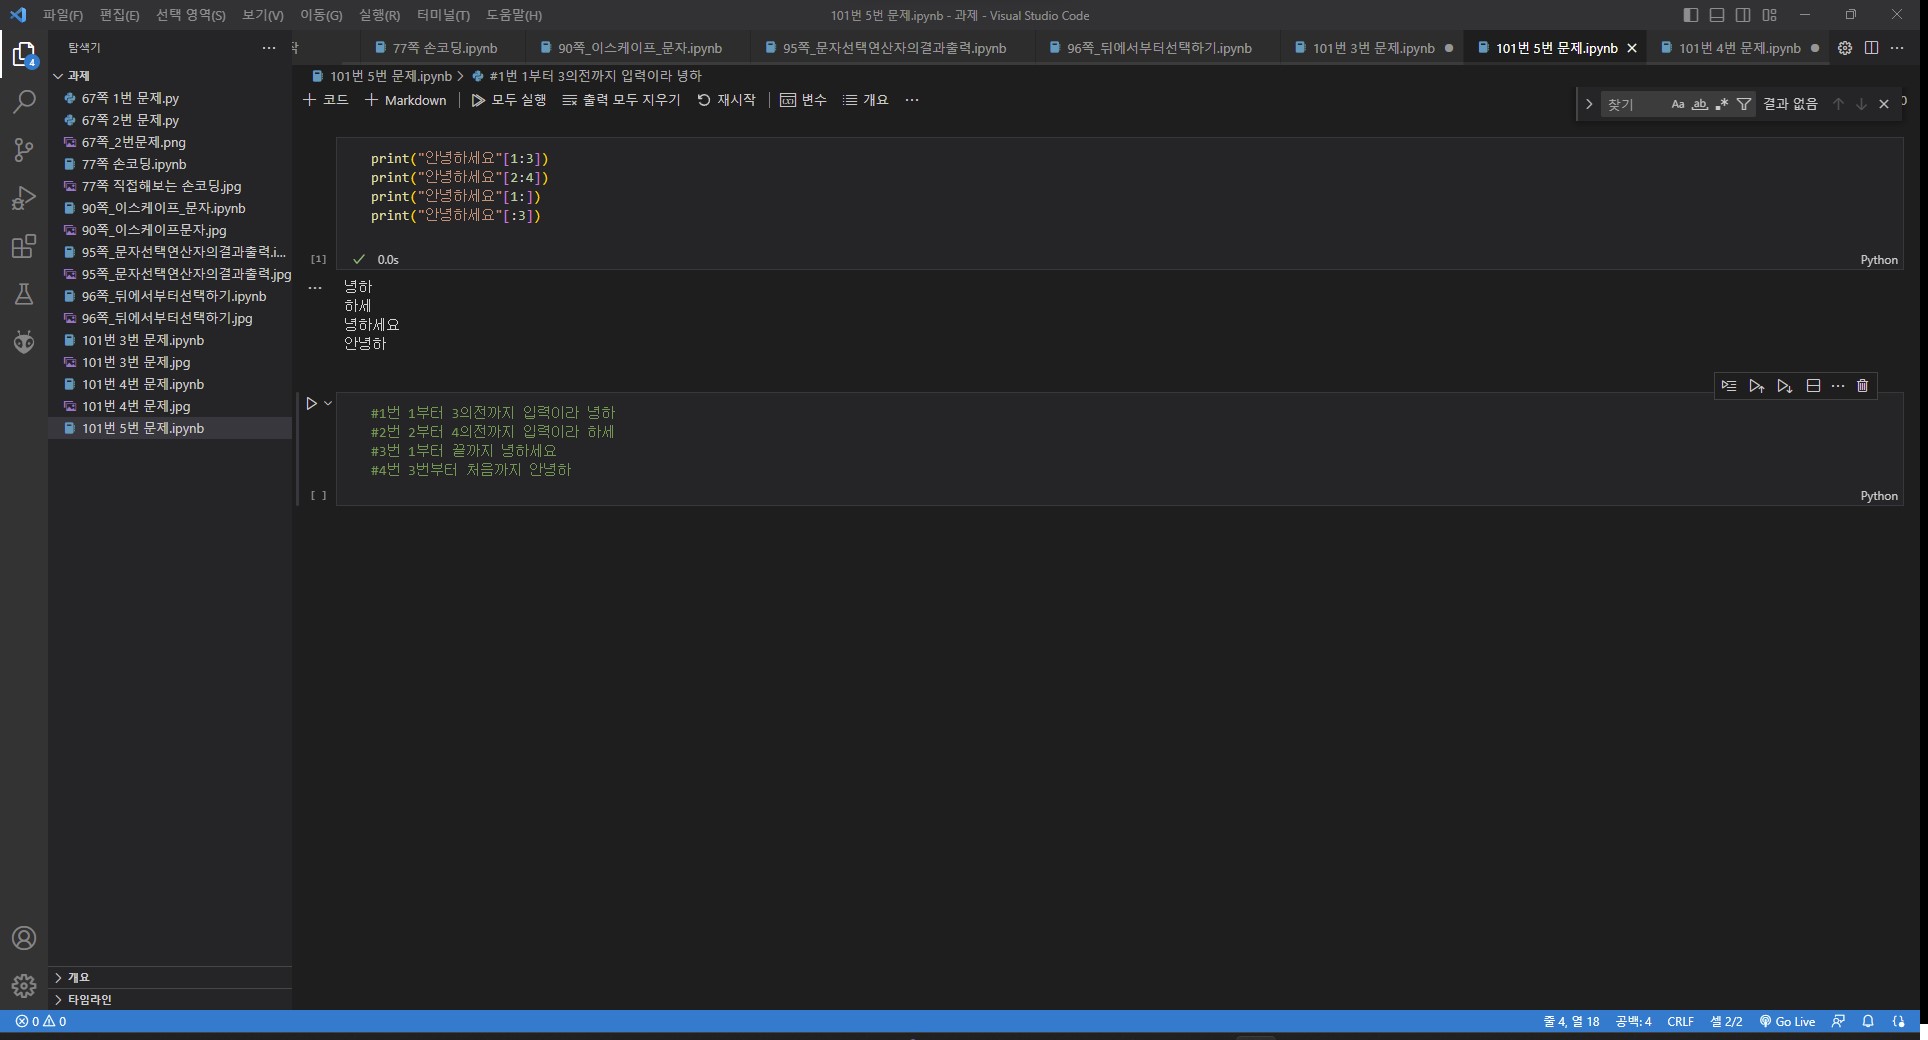 파일(F) 편집(E) 선택 영역(S) 보기(V) 이동(G) 실행(R) 터미널(T) 도움말(H)
101번 5번 문제.ipynb - 과제 - Visual Studio Code
탐색기
77쪽 손코딩.ipynb
90쪽_이스케이프_문자.ipynb
95쪽_문자선택연산자의결과출력.ipynb
96쪽_뒤에서부터선택하기.ipynb
101번 3번 문제.ipynb
101번 5번 문제.ipynb
101번 4번 문제.ipynb
4
과제
67쪽 1번 문제.py
67쪽 2번 문제.py
67쪽_2번문제.png
77쪽 손코딩.ipynb
77쪽 직접해보는 손코딩.jpg
90쪽_이스케이프_문자.ipynb
90쪽_이스케이프문자.jpg
95쪽_문자선택연산자의결과출력.i...
95쪽_문자선택연산자의결과출력.jpg
96쪽_뒤에서부터선택하기.ipynb
96쪽_뒤에서부터선택하기.jpg
101번 3번 문제.ipynb
101번 3번 문제.jpg
101번 4번 문제.ipynb
101번 4번 문제.jpg
101번 5번 문제.ipynb
개요
타임라인
101번 5번 문제.ipynb > #1번 1부터 3의전까지 입력이라 녕하
+ 코드 + Markdown 모두 실행 출력 모두 지우기 재시작 변수 개요 ...
찾기 Aa ab .* 결과 없음
print("안녕하세요"[1:3])
print("안녕하세요"[2:4])
print("안녕하세요"[1:])
print("안녕하세요"[:3])
[1] 0.0s Python
녕하
하세
녕하세요
안녕하
#1번 1부터 3의전까지 입력이라 녕하
#2번 2부터 4의전까지 입력이라 하세
#3번 1부터 끝까지 녕하세요
#4번 3번부터 처음까지 안녕하
[ ] Python
0 0
줄 4, 열 18 공백: 4 CRLF 셀 2/2 Go Live